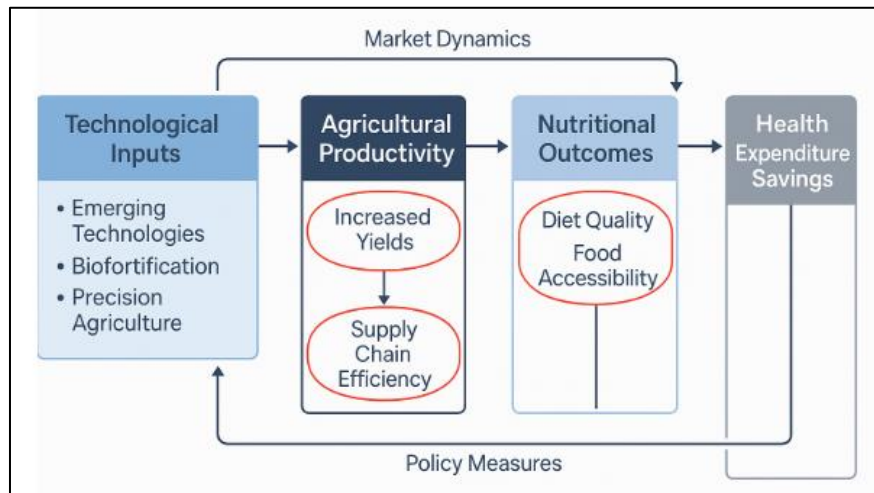 Market Dynamics
Technological
Inputs
• Emerging
Technologies
• Biofortification
• Precision
Agriculture
Agricultural
Productivity
Increased
Yields
Supply
Chain
Efficiency
Nutritional
Outcomes
Diet Quality
Food
Accessibility
Health
Expenditure
Savings
Policy Measures